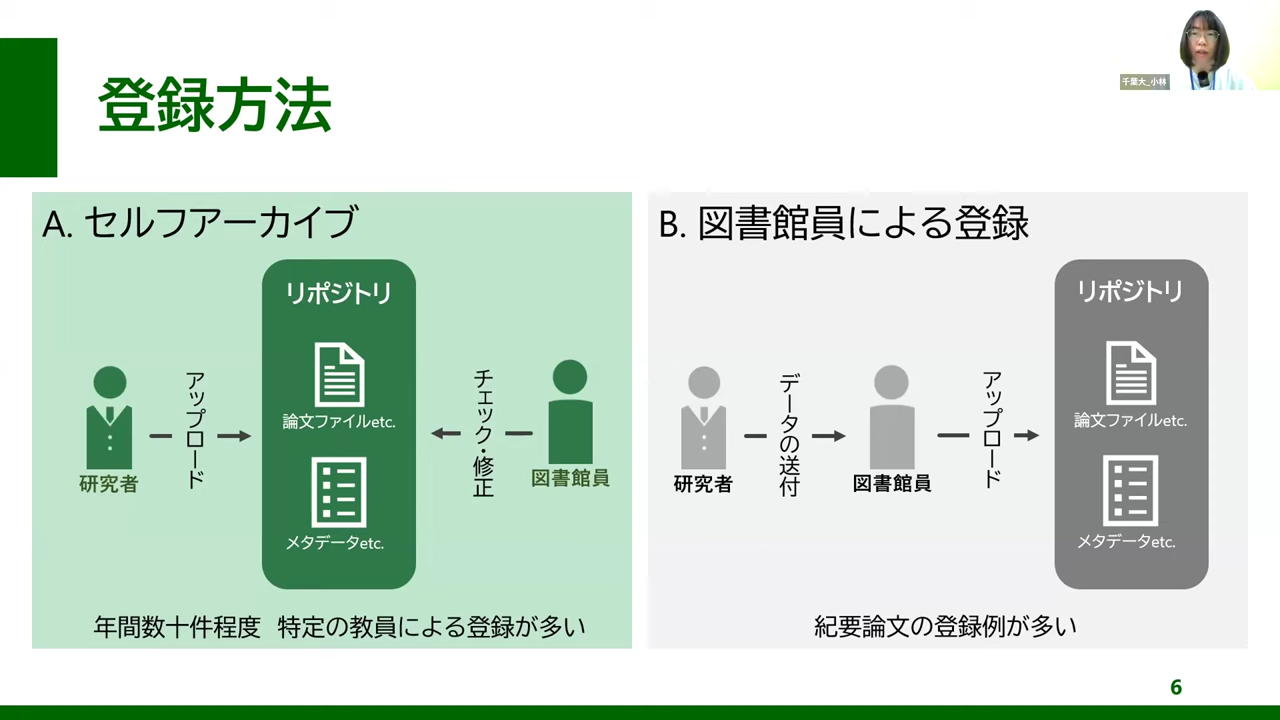 千葉大_小林
登録方法
A. セルフアーカイブ
リポジトリ
研究者
アップロード
論文ファイルetc.
メタデータetc.
チェック・修正
図書館員
年間数十件程度 特定の教員による登録が多い
B. 図書館員による登録
研究者
データの送付
図書館員
アップロード
リポジトリ
論文ファイルetc.
メタデータetc.
紀要論文の登録例が多い
6